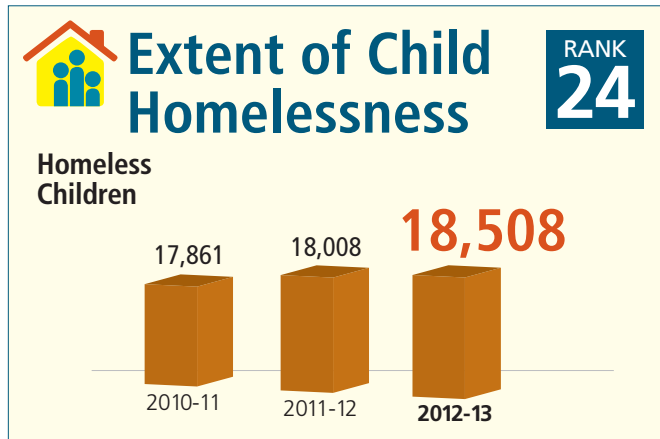 Extent of Child
Homelessness
RANK
24
Homeless
Children
17,861
18,008
18,508
2010-11
2011-12
2012-13